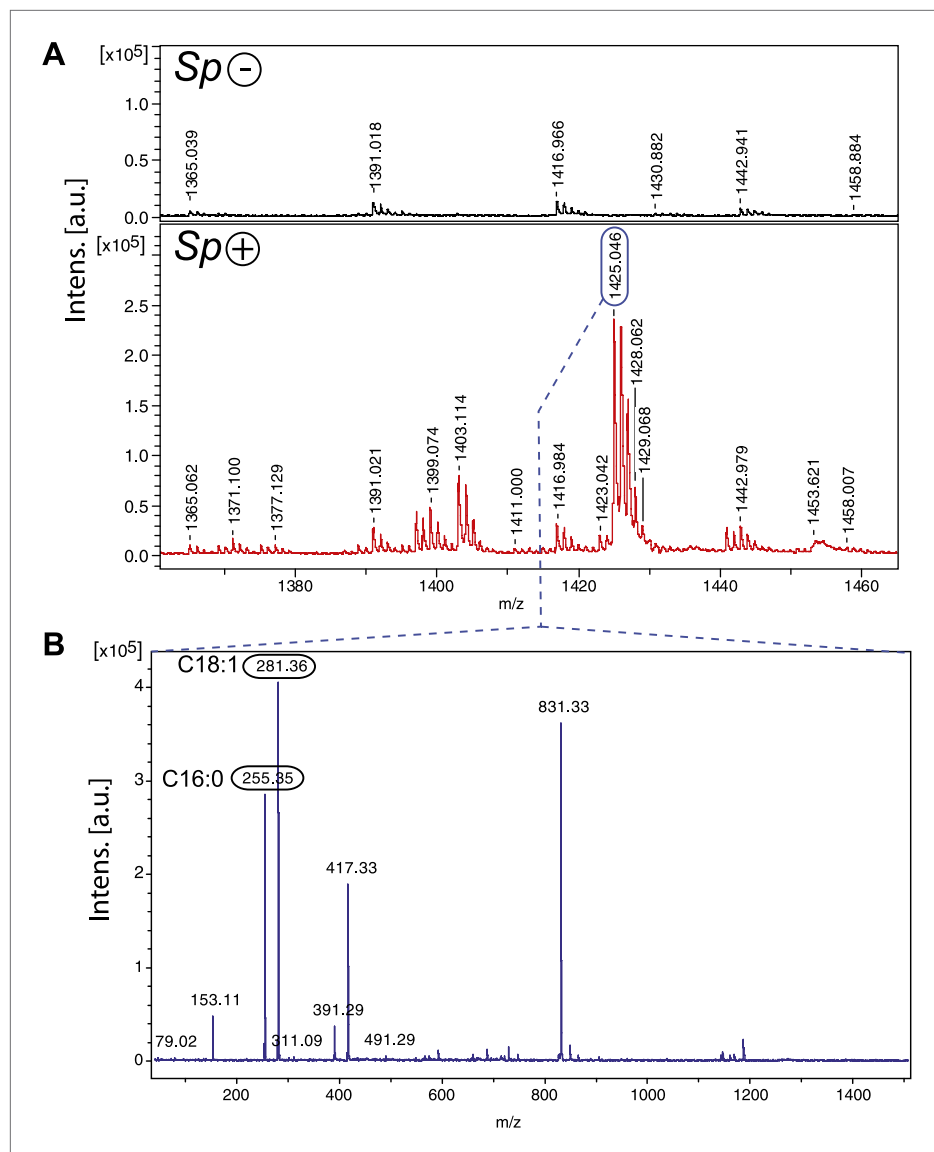 A
[x10⁵]
Sp -
1.0
0.5
0.0
1365.039
1391.018
1416.966
1430.882
1442.941
1458.884
Intens. [a.u.]
[x10⁵]
Sp +
2.5
2.0
1.5
1.0
0.5
0.0
1365.062
1371.100
1377.129
1391.021
1399.074
1403.114
1411.000
1416.984
1423.042
1425.046
1428.062
1429.068
1442.979
1453.621
1458.007
1380 1400 1420 1440 1460
m/z
B
[x10⁵]
C18:1 281.36
C16:0 255.35
831.33
417.33
153.11
391.29
79.02 311.09 491.29
Intens. [a.u.]
4
3
2
1
0
200 400 600 800 1000 1200 1400
m/z